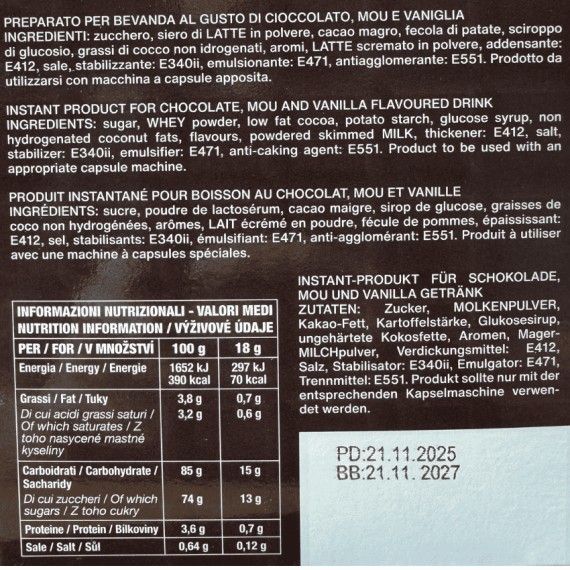 PREPARATO PER BEVANDA AL GUSTO DI CIOCCOLATO, MOU E VANIGLIA
INGREDIENTI: zucchero, siero di LATTE in polvere, cacao magro, fecola di patate, sciroppo
di glucosio, grassi di cocco non idrogenati, aromi, LATTE scremato in polvere, addensante:
E412, sale, stabilizzante: E340ii, emulsionante: E471, antiagglomerante: E551. Prodotto da
utilizzarsi con macchina a capsule apposita.
INSTANT PRODUCT FOR CHOCOLATE, MOU AND VANILLA FLAVOURED DRINK
INGREDIENTS: sugar, WHEY powder, low fat cocoa, potato starch, glucose syrup, non
hydrogenated coconut fats, flavours, powdered skimmed MILK, thickener: E412, salt,
stabilizer: E340ii, emulsifier: E471, anti-caking agent: E551. Product to be used with an
appropriate capsule machine.
PRODUIT INSTANTANÉ POUR BOISSON AU CHOCOLAT, MOU ET VANILLE
INGRÉDIENTS: sucre, poudre de lactosérum, cacao maigre, sirop de glucose, graisses de
coco non hydrogénées, arômes, LAIT écrémé en poudre, fécule de pommes, épaississant:
E412, sel, stabilisants: E340ii, émulsifiant: E471, anti-agglomérant: E551. Produit à utiliser
avec une machine à capsules spéciales.
INSTANT-PRODUKT FÜR SCHOKOLADE,
MOU UND VANILLA GETRÄNK
ZUTATEN: Zucker, MOLKENPULVER,
Kakao-Fett, Kartoffelstärke, Glukosesirup,
ungehärtete Kokosfette, Aromen, Mager-
MILCHpulver, Verdickungsmittel: E412,
Salz, Stabilisator: E340ii, Emulgator: E471,
Trennmittel: E551. Produkt sollte nur mit der
entsprechenden Kapselmaschine verwen-
det werden.
INFORMAZIONI NUTRIZIONALI - VALORI MEDI
NUTRITION INFORMATION / VÝŽIVOVÉ ÚDAJE
PER / FOR / V MNOŽSTVÍ 100 g 18 g
Energia / Energy / Energie 1652 kJ 297 kJ
390 kcal 70 kcal
Grassi / Fat / Tuky 3,8 g 0,7 g
Di cui acidi grassi saturi / 3,2 g 0,6 g
Of which saturates / Z
toho nasycené mastné
kyseliny
Carboidrati / Carbohydrate / 85 g 15 g
Sacharidy
Di cui zuccheri / Of which 74 g 13 g
sugars / Z toho cukry
Proteine / Protein / Bílkoviny 3,6 g 0,7 g
Sale / Salt / Sůl 0,64 g 0,12 g
PD:21.11.2025
BB:21.11. 2027